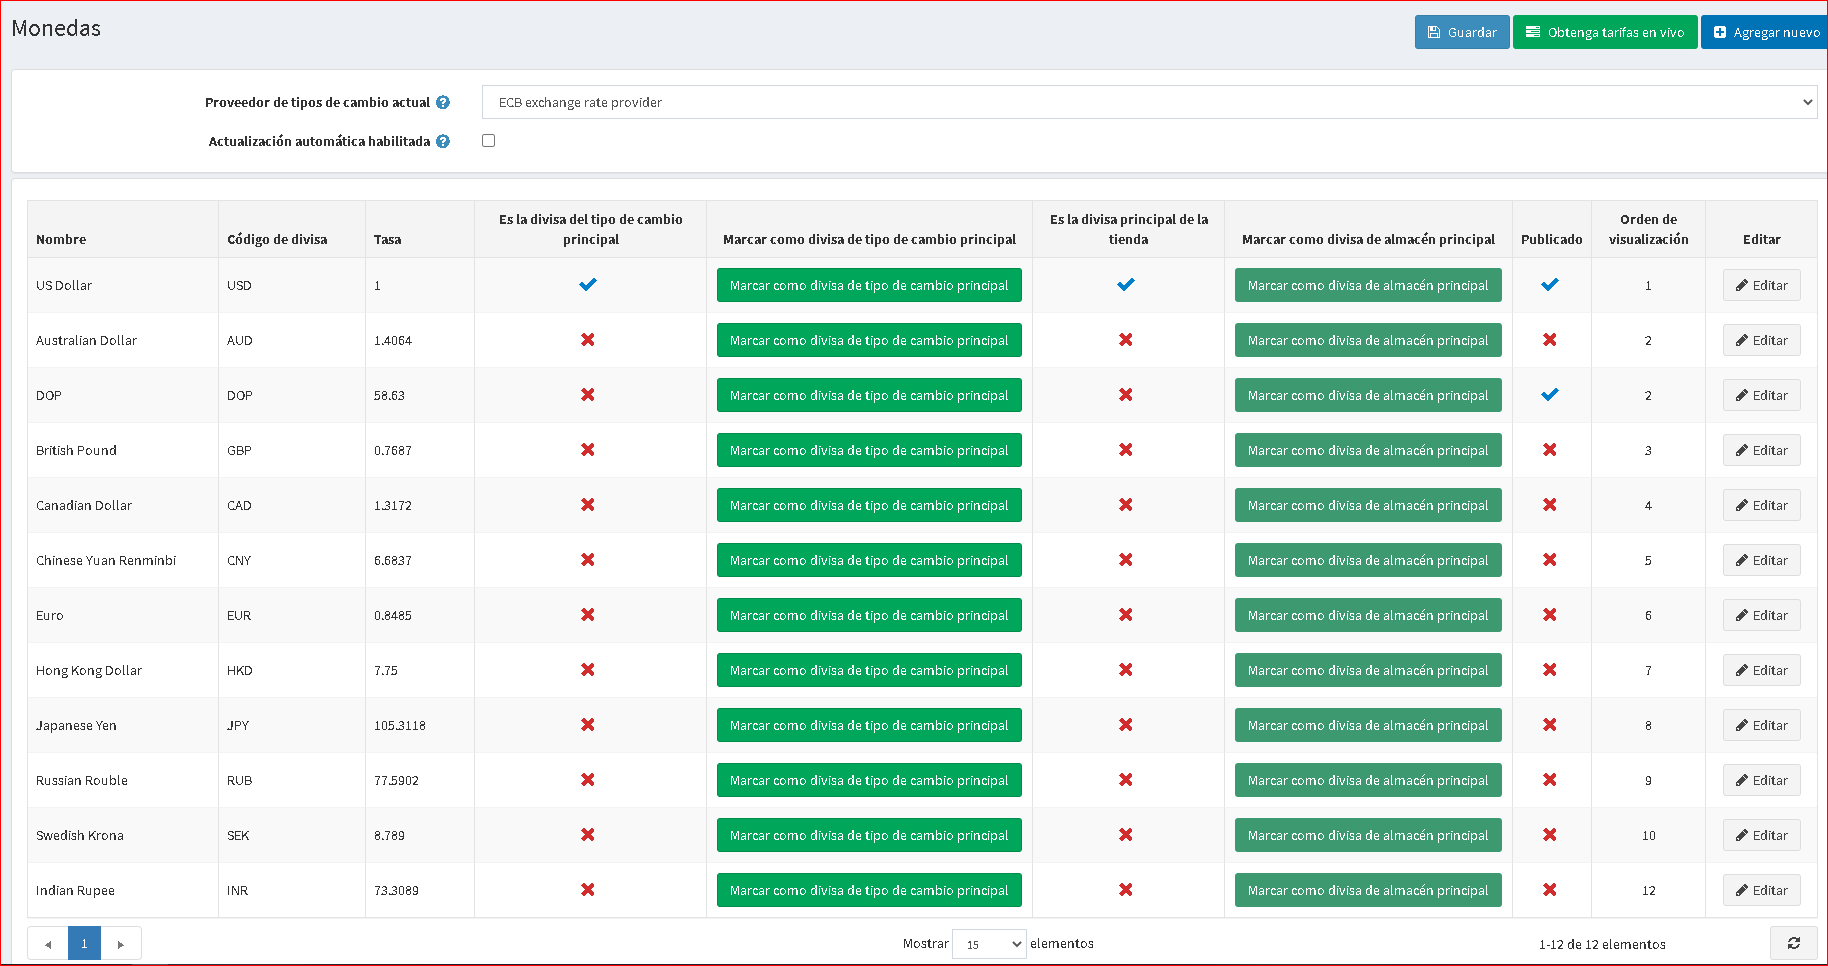 Monedas
Guardar
Obtenga tarifas en vivo
Agregar nuevo
Proveedor de tipos de cambio actual
ECB exchange rate provider
Actualización automática habilitada
Nombre Código de divisa Tasa Es la divisa del tipo de cambio principal Marcar como divisa de tipo de cambio principal Es la divisa principal de la tienda Marcar como divisa de almacén principal Publicado Orden de visualización Editar
US Dollar USD 1 Marcar como divisa de tipo de cambio principal Marcar como divisa de almacén principal 1 Editar
Australian Dollar AUD 1.4064 Marcar como divisa de tipo de cambio principal Marcar como divisa de almacén principal 2 Editar
DOP DOP 58.63 Marcar como divisa de tipo de cambio principal Marcar como divisa de almacén principal 2 Editar
British Pound GBP 0.7687 Marcar como divisa de tipo de cambio principal Marcar como divisa de almacén principal 3 Editar
Canadian Dollar CAD 1.3172 Marcar como divisa de tipo de cambio principal Marcar como divisa de almacén principal 4 Editar
Chinese Yuan Renminbi CNY 6.6837 Marcar como divisa de tipo de cambio principal Marcar como divisa de almacén principal 5 Editar
Euro EUR 0.8485 Marcar como divisa de tipo de cambio principal Marcar como divisa de almacén principal 6 Editar
Hong Kong Dollar HKD 7.75 Marcar como divisa de tipo de cambio principal Marcar como divisa de almacén principal 7 Editar
Japanese Yen JPY 105.3118 Marcar como divisa de tipo de cambio principal Marcar como divisa de almacén principal 8 Editar
Russian Rouble RUB 77.5902 Marcar como divisa de tipo de cambio principal Marcar como divisa de almacén principal 9 Editar
Swedish Krona SEK 8.789 Marcar como divisa de tipo de cambio principal Marcar como divisa de almacén principal 10 Editar
Indian Rupee INR 73.3089 Marcar como divisa de tipo de cambio principal Marcar como divisa de almacén principal 12 Editar
1 Mostrar 15 elementos 1-12 de 12 elementos